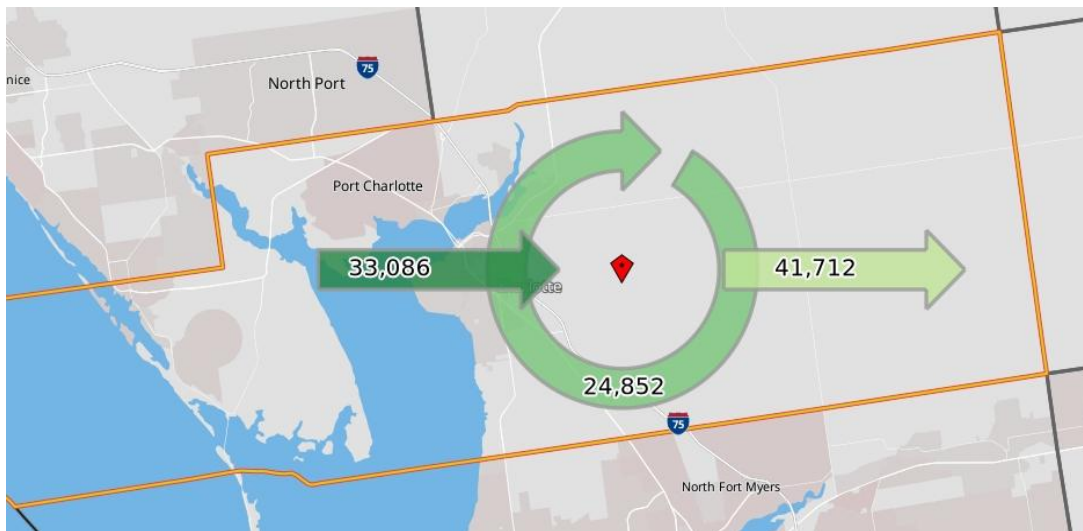 nice
North Port
75
Port Charlotte
33,086
41,712
24,852
75
North Fort Myers